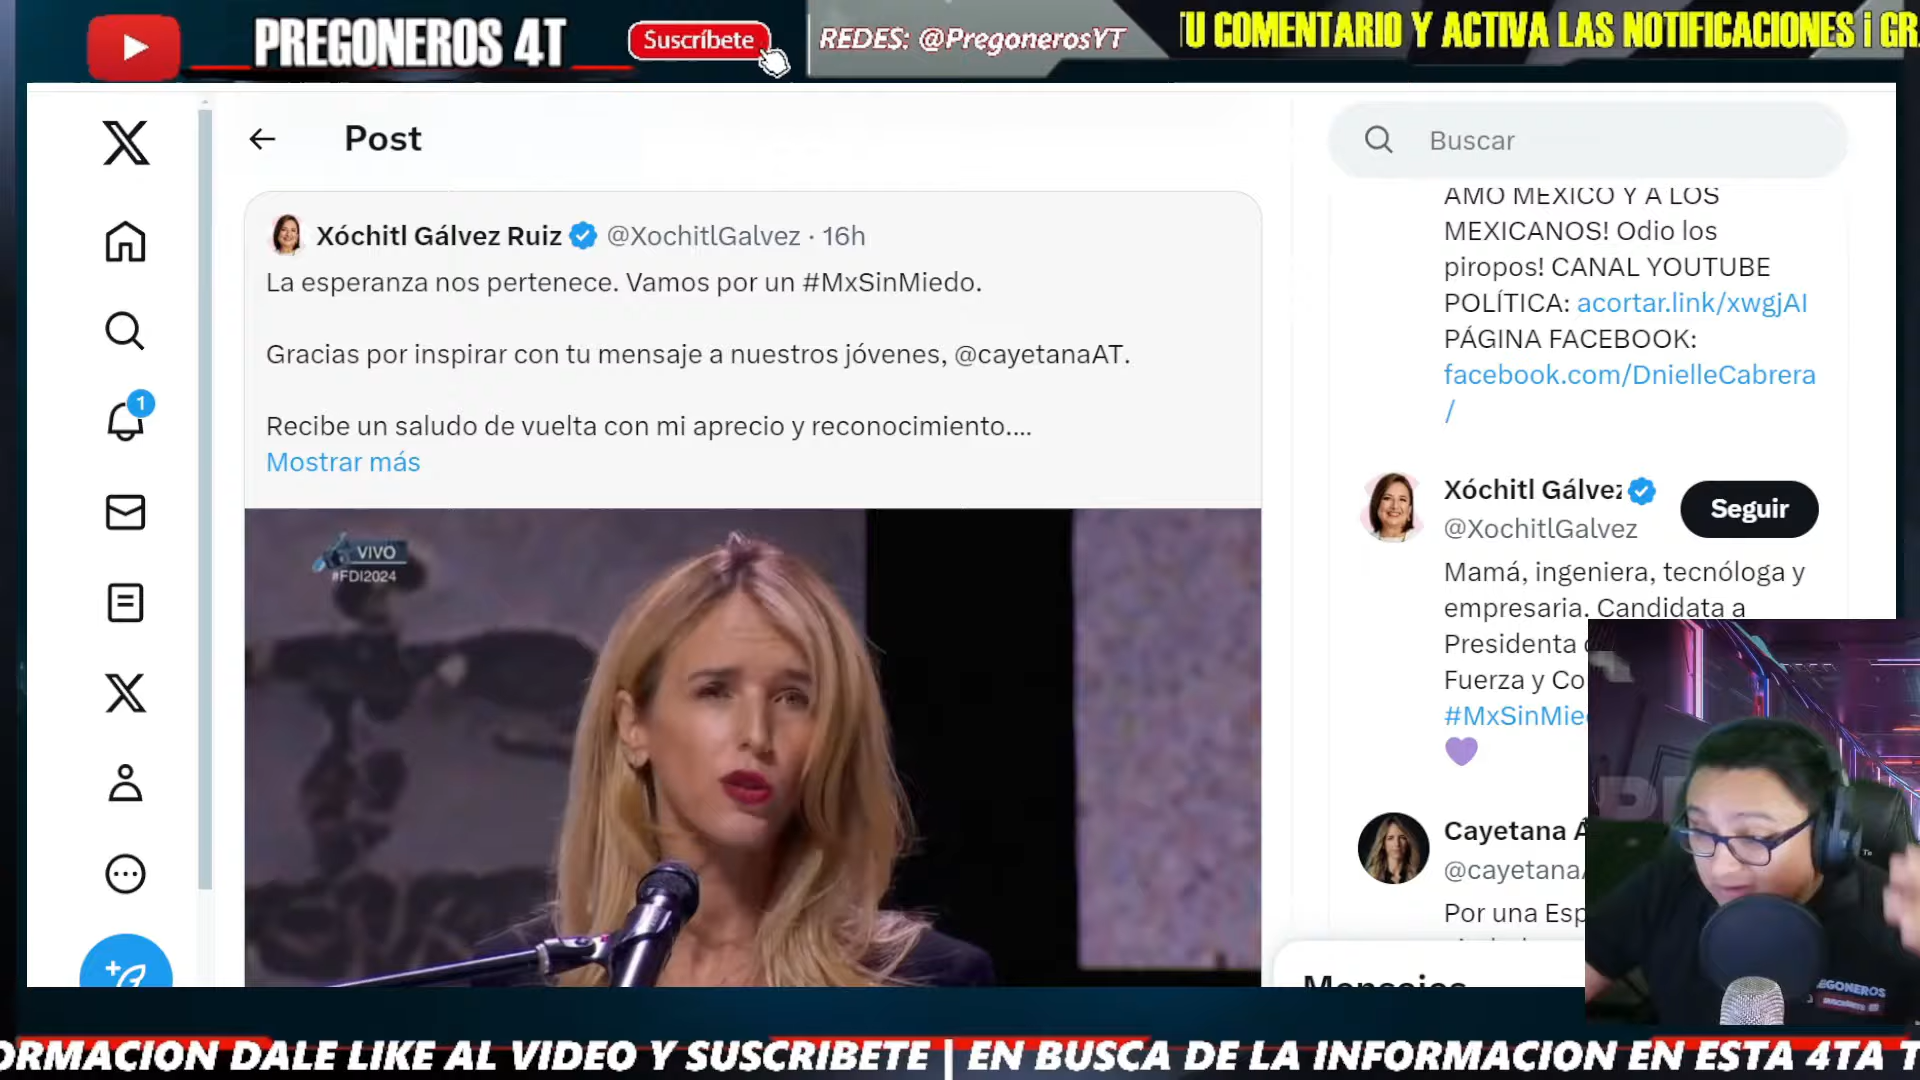 PREGONEROS 4T
Suscríbete
REDES: @PregonerosYT
TU COMENTARIO Y ACTIVA LAS NOTIFICACIONES ¡ GR
Post
Buscar
Xóchitl Gálvez Ruiz @XochitlGalvez · 16h
La esperanza nos pertenece. Vamos por un #MxSinMiedo.
Gracias por inspirar con tu mensaje a nuestros jóvenes, @cayetanaAT.
Recibe un saludo de vuelta con mi aprecio y reconocimiento....
Mostrar más
VIVO
#FDI2024
1
AMO MÉXICO Y A LOS
MEXICANOS! Odio los
piropos! CANAL YOUTUBE
POLÍTICA: acortar.link/xwgjAI
PÁGINA FACEBOOK:
facebook.com/DnielleCabrera
/
Xóchitl Gálvez
@XochitlGalvez
Seguir
Mamá, ingeniera, tecnóloga y
empresaria. Candidata a
Presidenta
Fuerza y Co
#MxSinMie
Cayetana Á
@cayetana
Por una Esp
Mensajes
EGONEROS
ORMACION DALE LIKE AL VIDEO Y SUSCRIBETE | EN BUSCA DE LA INFORMACION EN ESTA 4TA T